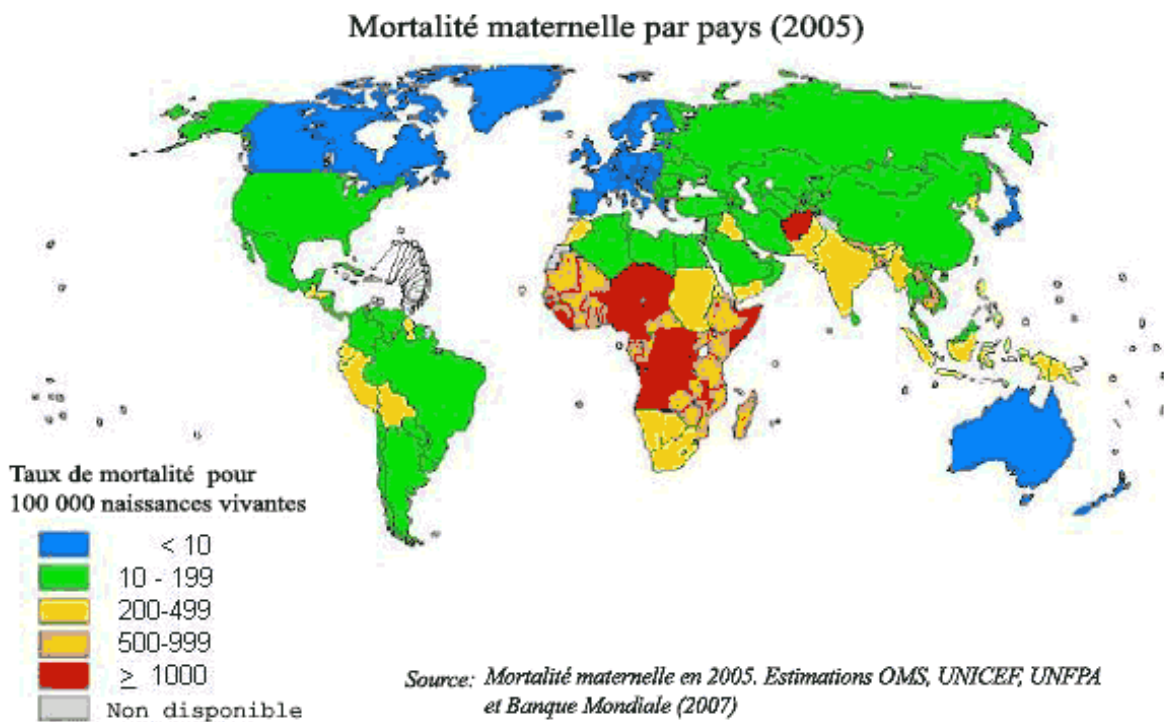 Mortalité maternelle par pays (2005)
Taux de mortalité pour
100 000 naissances vivantes
< 10
10 - 199
200-499
500-999
≥ 1000
Non disponible
Source: Mortalité maternelle en 2005. Estimations OMS, UNICEF, UNFPA
et Banque Mondiale (2007)